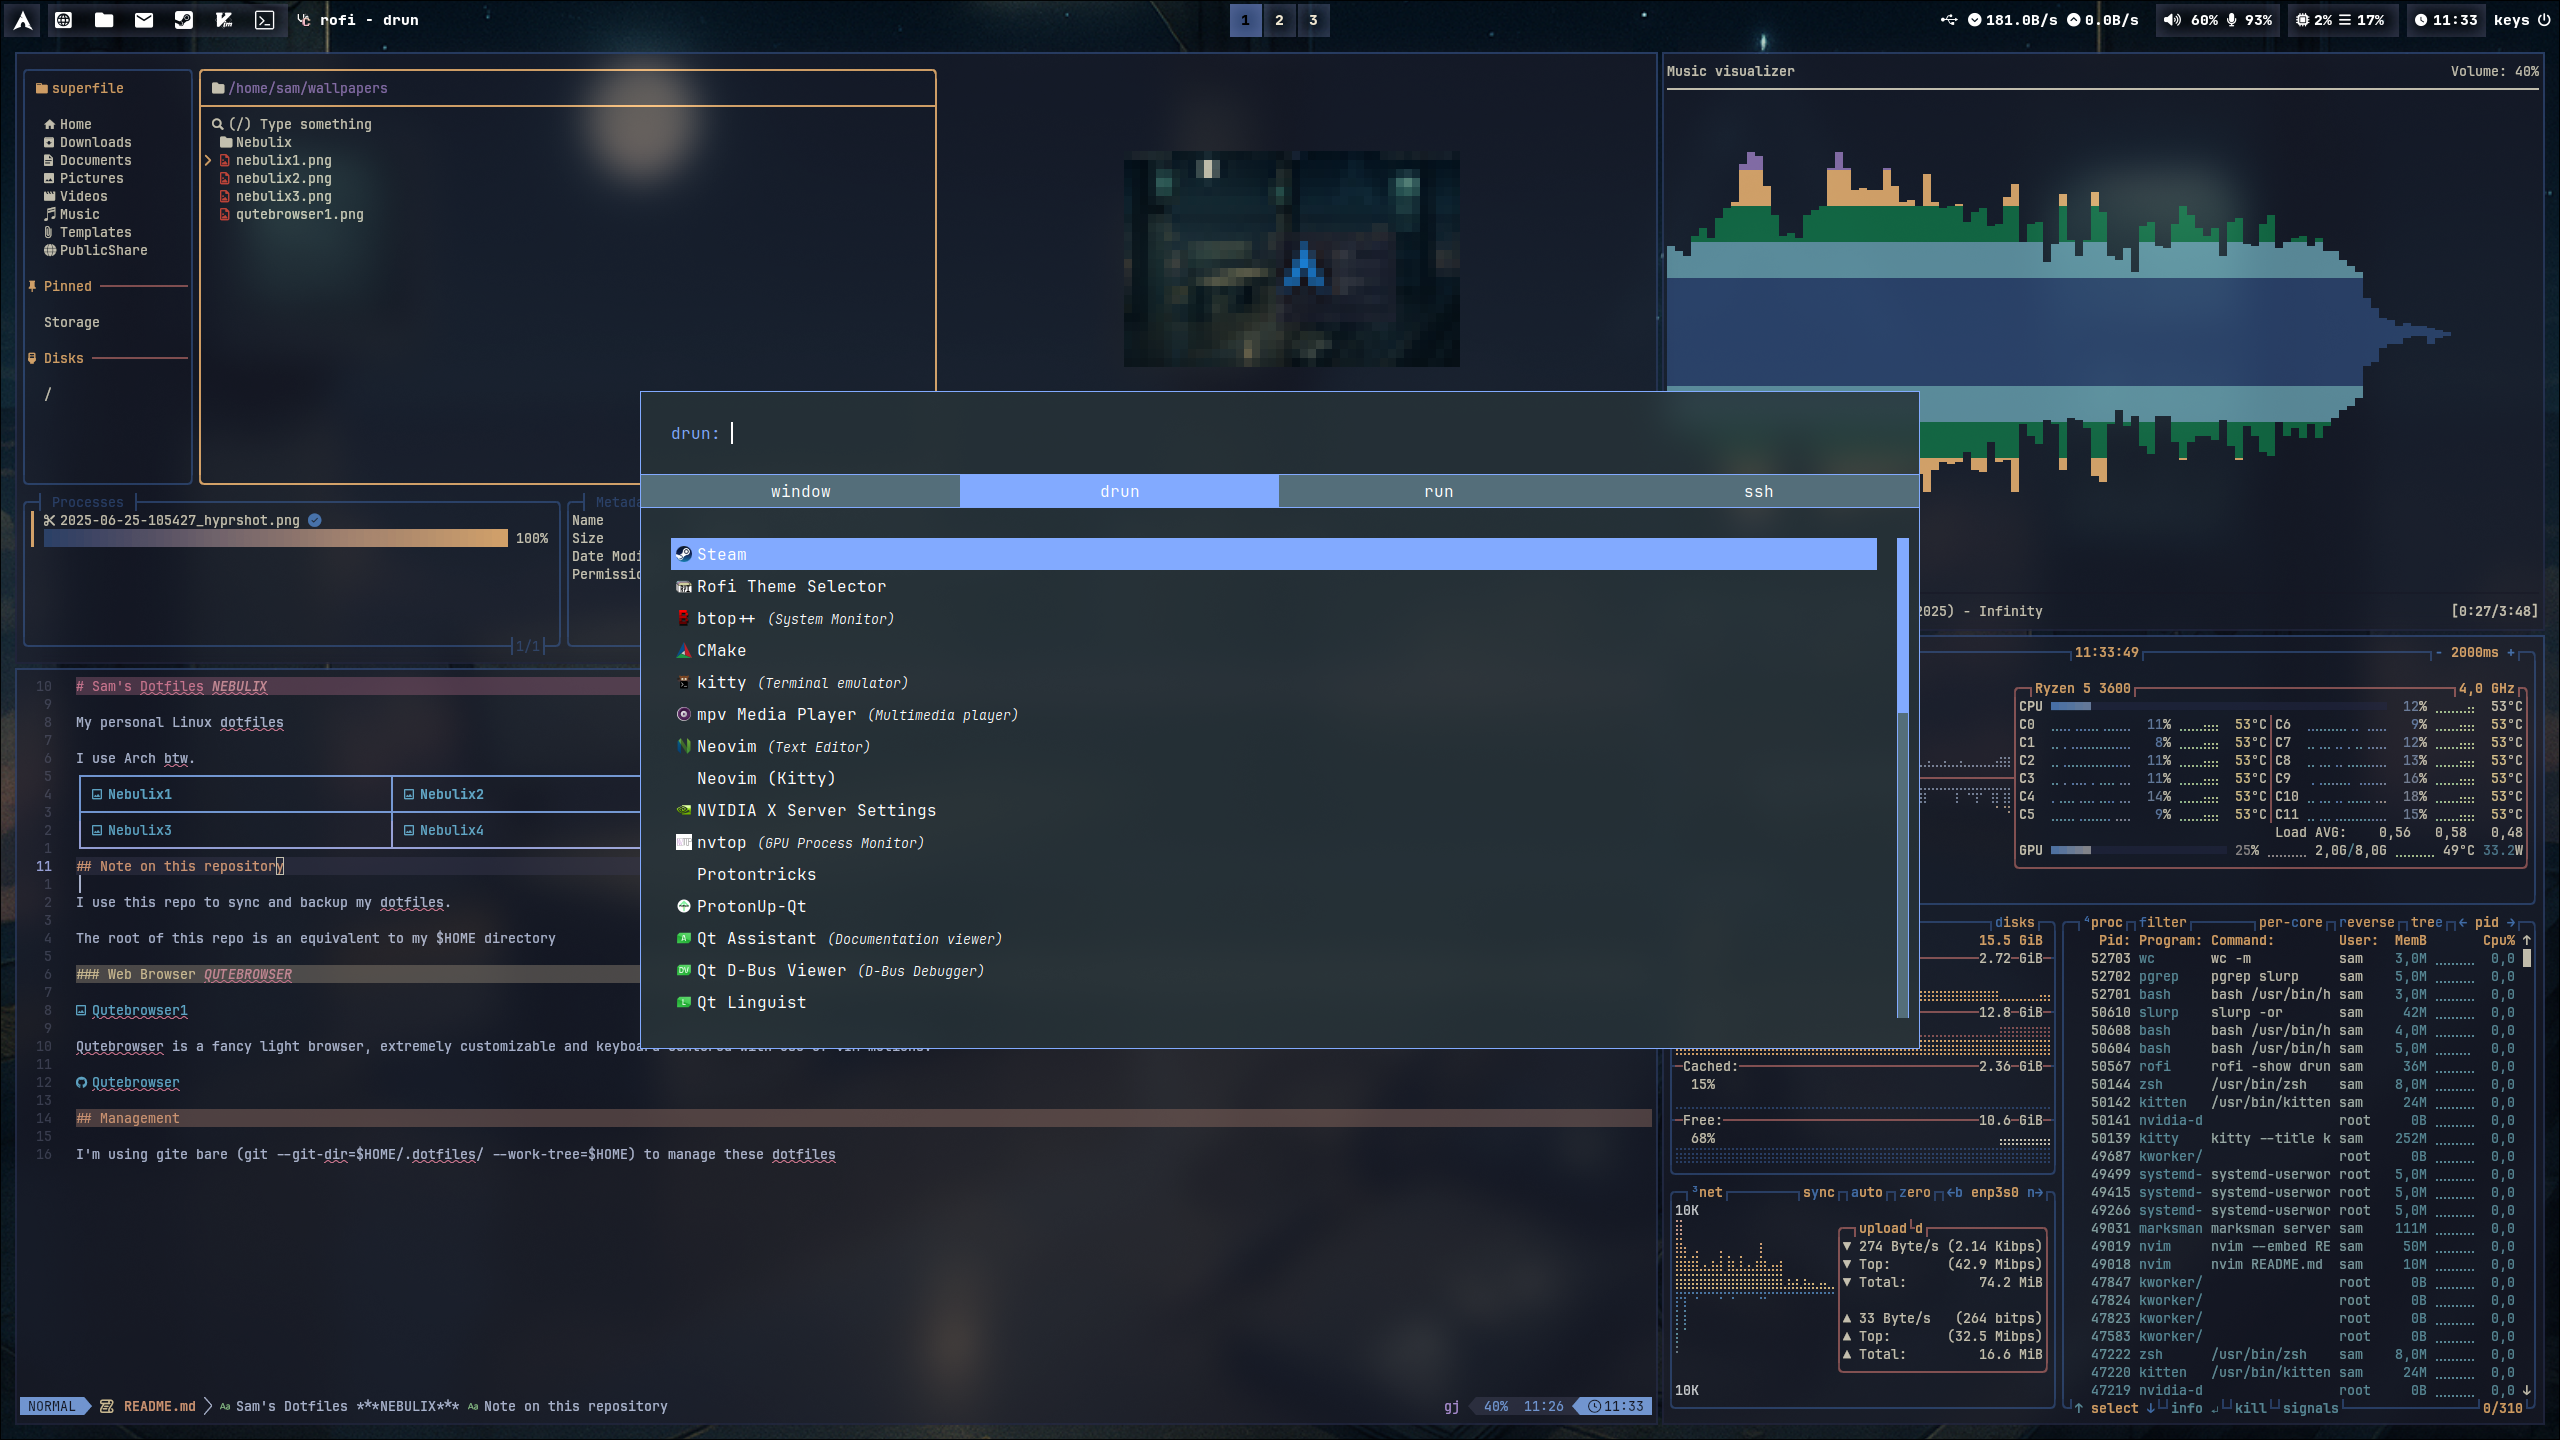 rofi - drun
1 2 3
181.0B/s 0.0B/s 60% 93% 2% 17% 11:33 keys
superfile
Home
Downloads
Documents
Pictures
Videos
Music
Templates
PublicShare
Pinned
Storage
Disks
/
/home/sam/wallpapers
(/) Type something
Nebulix
nebulix1.png
nebulix2.png
nebulix3.png
qutebrowser1.png
Processes
2025-06-25-105427_hyprshot.png
100%
1/1
Name
Size
Music visualizer Volume: 40%
2025) - Infinity [0:27/3:48]
drun:
window drun run ssh
Steam
Rofi Theme Selector
btop++ (System Monitor)
CMake
kitty (Terminal emulator)
mpv Media Player (Multimedia player)
Neovim (Text Editor)
Neovim (Kitty)
NVIDIA X Server Settings
nvtop (GPU Process Monitor)
Protontricks
ProtonUp-Qt
Qt Assistant (Documentation viewer)
Qt D-Bus Viewer (D-Bus Debugger)
Qt Linguist
10 # Sam's Dotfiles NEBULIX
9
8 My personal Linux dotfiles
7
6 I use Arch btw.
5
4 Nebulix1 Nebulix2
3
2 Nebulix3 Nebulix4
1
11 ## Note on this repository
1
2 I use this repo to sync and backup my dotfiles.
3
4 The root of this repo is an equivalent to my $HOME directory
5
6 ### Web Browser QUTEBROWSER
7
8 Qutebrowser1
9
10 Qutebrowser is a fancy light browser, extremely customizable and keyboard
11
12 Qutebrowser
13
14 ## Management
15
16 I'm using gite bare (git --git-dir=$HOME/.dotfiles/ --work-tree=$HOME) to manage these dotfiles
NORMAL README.md Sam's Dotfiles ***NEBULIX*** Note on this repository gj 40% 11:26 11:33
11:33:49 - 2000ms +
Ryzen 5 3600 4,0 GHz
CPU 12% 53°C
C0 11% 53°C C6 9% 53°C
C1 8% 53°C C7 12% 53°C
C2 11% 53°C C8 13% 53°C
C3 11% 53°C C9 16% 53°C
C4 14% 53°C C10 18% 53°C
C5 9% 53°C C11 15% 53°C
Load AVG: 0,56 0,58 0,48
GPU 25% 2,0G/8,0G 49°C 33.2W
disks
15.5 GiB
2.72 GiB
12.8 GiB
Cached: 2.36 GiB
15%
Free: 10.6 GiB
68%
³net sync auto zero ←b enp3s0 n→
10K
upload d
▼ 274 Byte/s (2.14 Kibps)
▼ Top: (42.9 Mibps)
▼ Total: 74.2 MiB
▲ 33 Byte/s (264 bitps)
▲ Top: (32.5 Mibps)
▲ Total: 16.6 MiB
10K
⁴proc filter per-core reverse tree ← pid →
Pid: Program: Command: User: MemB Cpu% ↑
52703 wc wc -m sam 3,0M 0,0
52702 pgrep pgrep slurp sam 5,0M 0,0
52701 bash bash /usr/bin/h sam 3,0M 0,0
50610 slurp slurp -or sam 42M 0,0
50608 bash bash /usr/bin/h sam 4,0M 0,0
50604 bash bash /usr/bin/h sam 5,0M 0,0
50567 rofi rofi -show drun sam 36M 0,0
50144 zsh /usr/bin/zsh sam 8,0M 0,0
50142 kitten /usr/bin/kitten sam 24M 0,0
50141 nvidia-d root 0B 0,0
50139 kitty kitty --title k sam 252M 0,0
49687 kworker/ root 0B 0,0
49499 systemd- systemd-userwor root 5,0M 0,0
49415 systemd- systemd-userwor root 5,0M 0,0
49266 systemd- systemd-userwor root 5,0M 0,0
49031 marksman marksman server sam 111M 0,0
49019 nvim nvim --embed RE sam 50M 0,0
49018 nvim nvim README.md sam 10M 0,0
47847 kworker/ root 0B 0,0
47824 kworker/ root 0B 0,0
47823 kworker/ root 0B 0,0
47583 kworker/ root 0B 0,0
47222 zsh /usr/bin/zsh sam 8,0M 0,0
47220 kitten /usr/bin/kitten sam 24M 0,0
47219 nvidia-d root 0B 0,0 ↓
↑ select ↓ info ↲ kill signals 0/310